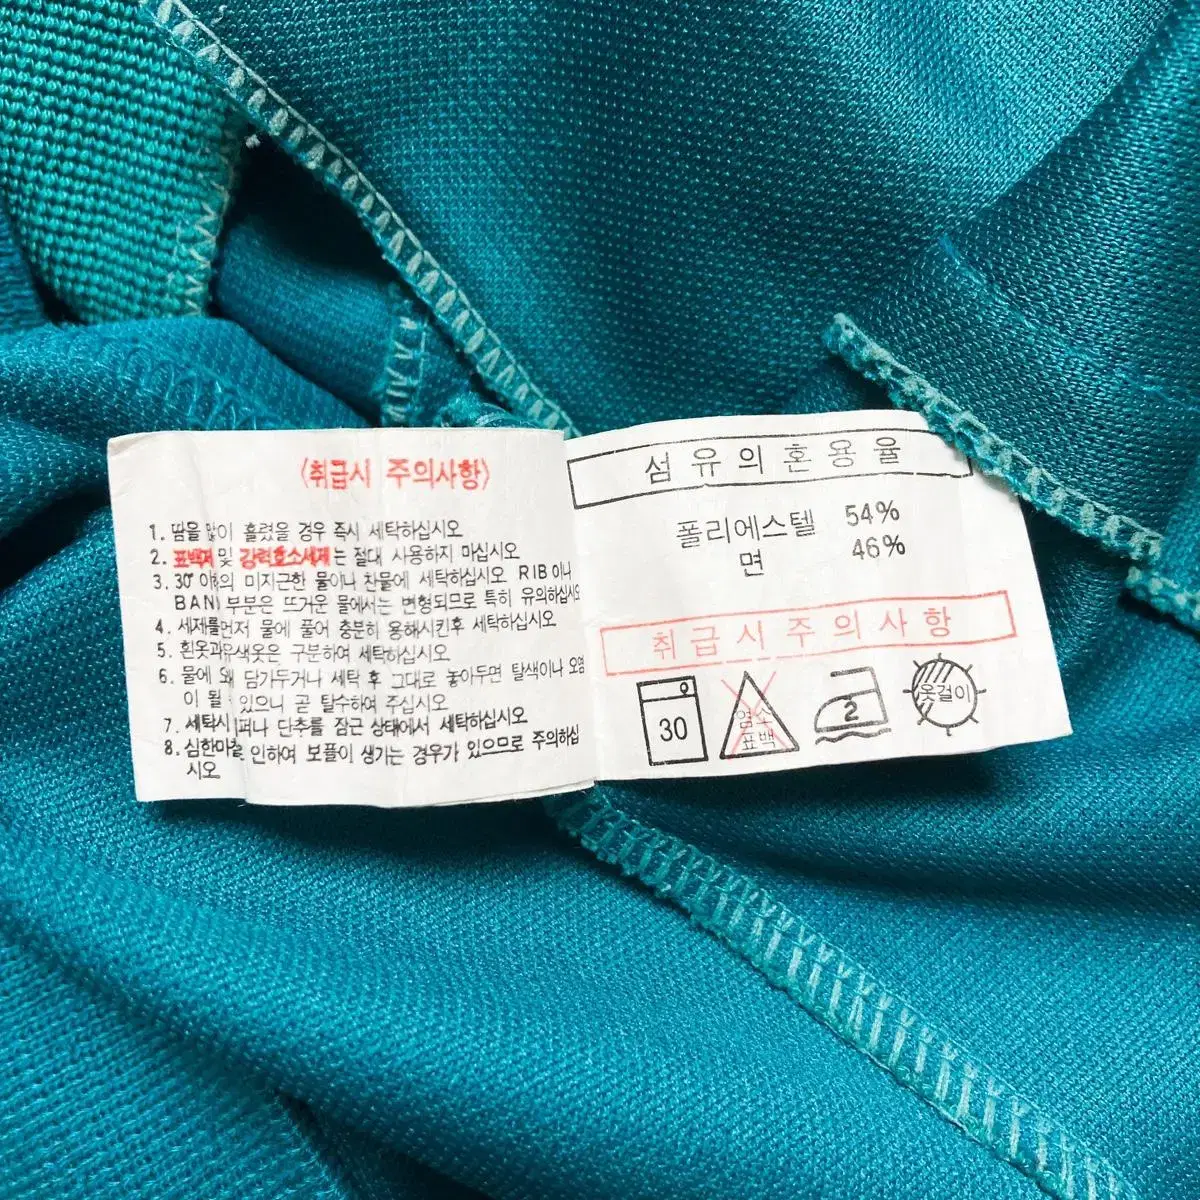 〈취급시 주의사항〉
1. 땀을 많이 흘렸을 경우 즉시 세탁하십시오
2. 표백제 및 강력효소세제는 절대 사용하지 마십시오
3. 30° 이하의 미지근한 물이나 찬물에 세탁하십시오 RIB이나
BAN 부분은 뜨거운 물에서는 변형되므로 특히 유의하십시오
4. 세제를 먼저 물에 풀어 충분히 용해시킨후 세탁하십시오
5. 흰옷과 색옷은 구분하여 세탁하십시오
6. 물에 담가두거나 세탁 후 그대로 놓아두면 탈색이나 오염
이 될 있으니 곧 탈수하여 주십시오
7. 세탁시 퍼나 단추를 잠근 상태에서 세탁하십시오
8. 심한 인하여 보풀이 생기는 경우가 있으므로 주의하십
시오
섬유의혼용율
폴리에스텔 54%
면 46%
취급시주의사항
30
염소
표백
2
옷걸이